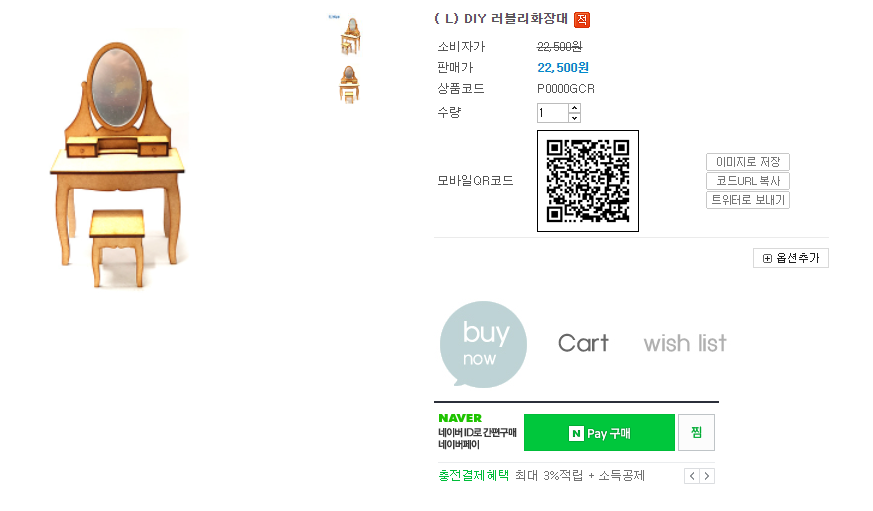 ( L) DIY 러블리화장대 적
소비자가 22,500원
판매가 22,500원
상품코드 P0000GCR
수량 1
모바일QR코드
이미지로 저장
코드URL 복사
트위터로 보내기
옵션추가
buy now
Cart
wish list
NAVER
네이버 ID로 간편구매
네이버페이
N Pay 구매
찜
충전결제혜택 최대 3%적립 + 소득공제